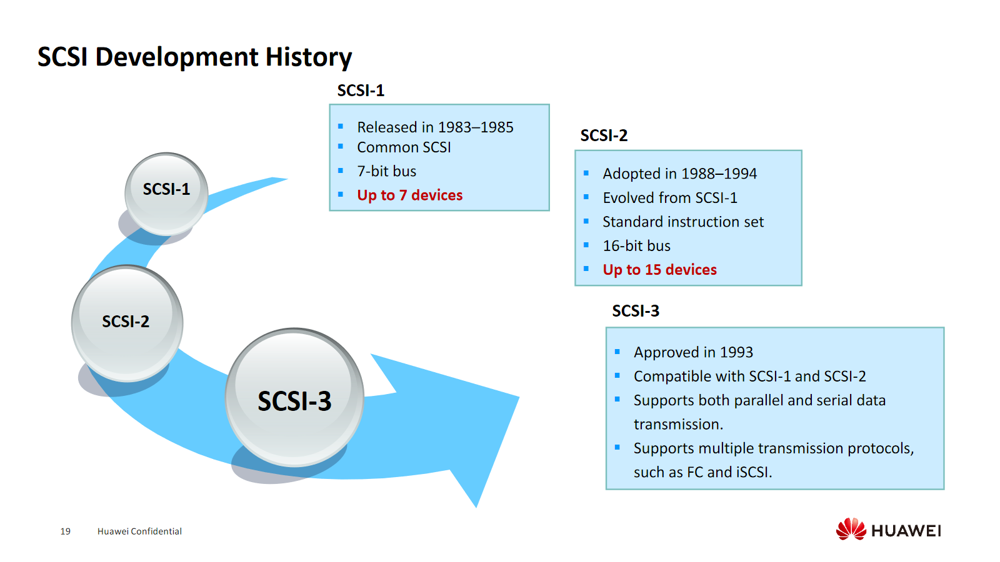 SCSI Development History
SCSI-1
Released in 1983–1985
Common SCSI
7-bit bus
Up to 7 devices
SCSI-2
Adopted in 1988–1994
Evolved from SCSI-1
Standard instruction set
16-bit bus
Up to 15 devices
SCSI-3
Approved in 1993
Compatible with SCSI-1 and SCSI-2
Supports both parallel and serial data
transmission.
Supports multiple transmission protocols,
such as FC and iSCSI.
SCSI-1
SCSI-2
SCSI-3
19 Huawei Confidential
HUAWEI